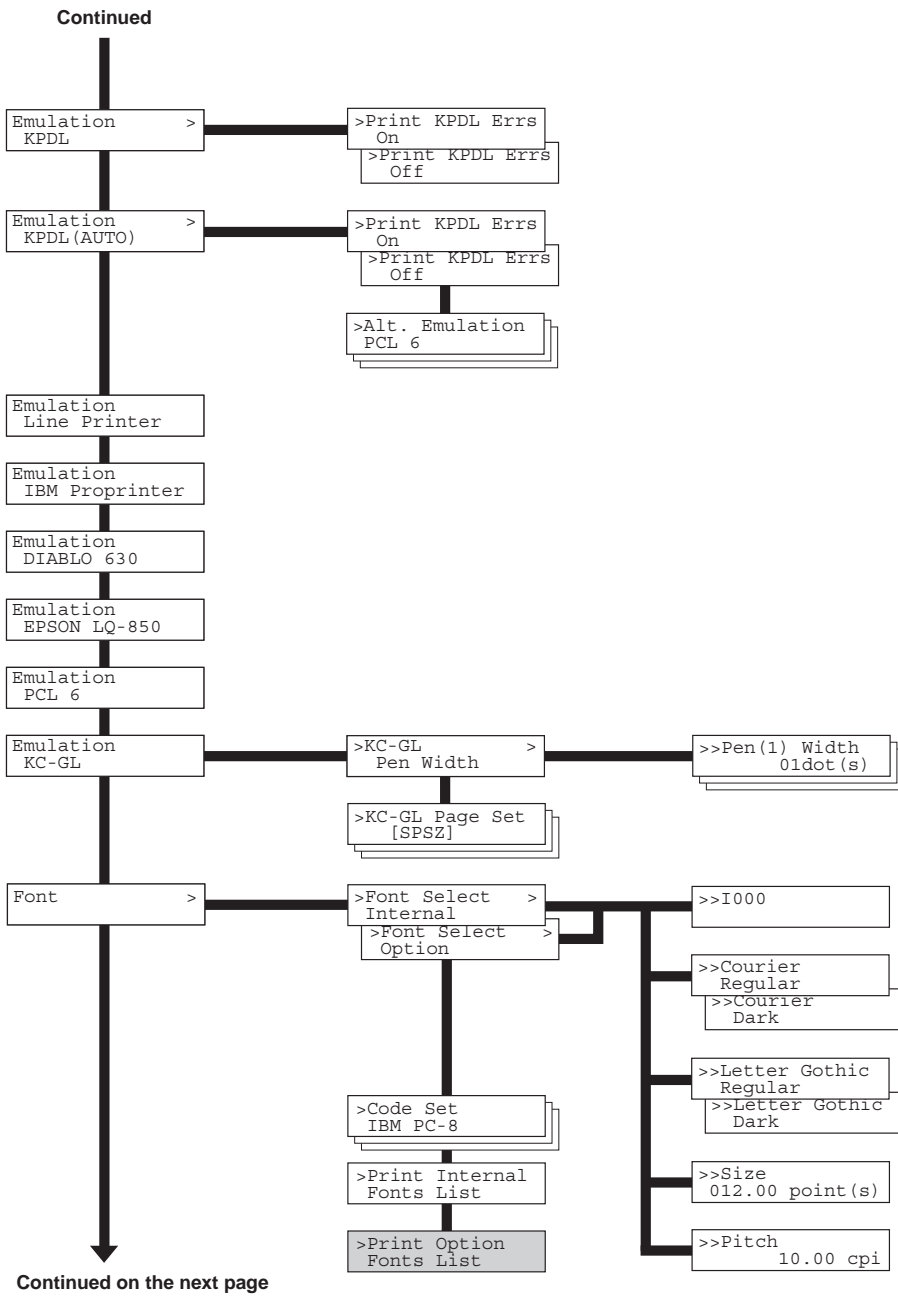 Continued
Emulation >
KPDL
>Print KPDL Errs
On
>Print KPDL Errs
Off
Emulation >
KPDL(AUTO)
>Print KPDL Errs
On
>Print KPDL Errs
Off
>Alt. Emulation
PCL 6
Emulation
Line Printer
Emulation
IBM Proprinter
Emulation
DIABLO 630
Emulation
EPSON LQ-850
Emulation
PCL 6
Emulation
KC-GL
>KC-GL >
Pen Width
>>Pen(1) Width
01dot(s)
>KC-GL Page Set
[SPSZ]
Font >
>Font Select >
Internal
>Font Select >
Option
>>I000
>>Courier
Regular
>>Courier
Dark
>>Letter Gothic
Regular
>>Letter Gothic
Dark
>Code Set
IBM PC-8
>Print Internal
Fonts List
>>Size
012.00 point(s)
>Print Option
Fonts List
>>Pitch
10.00 cpi
Continued on the next page